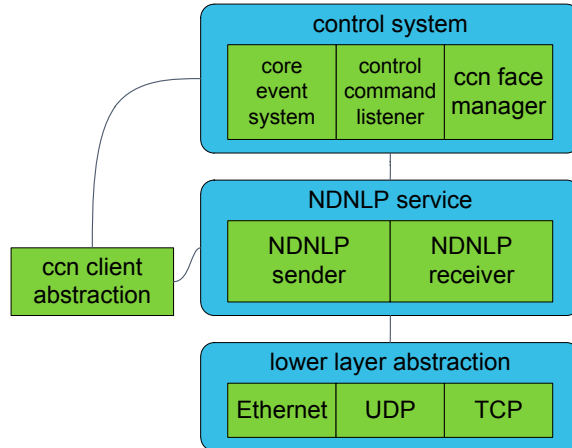 control system
core
event
system
control
command
listener
ccn face
manager
NDNLP service
NDNLP
sender
NDNLP
receiver
ccn client
abstraction
lower layer abstraction
Ethernet
UDP
TCP